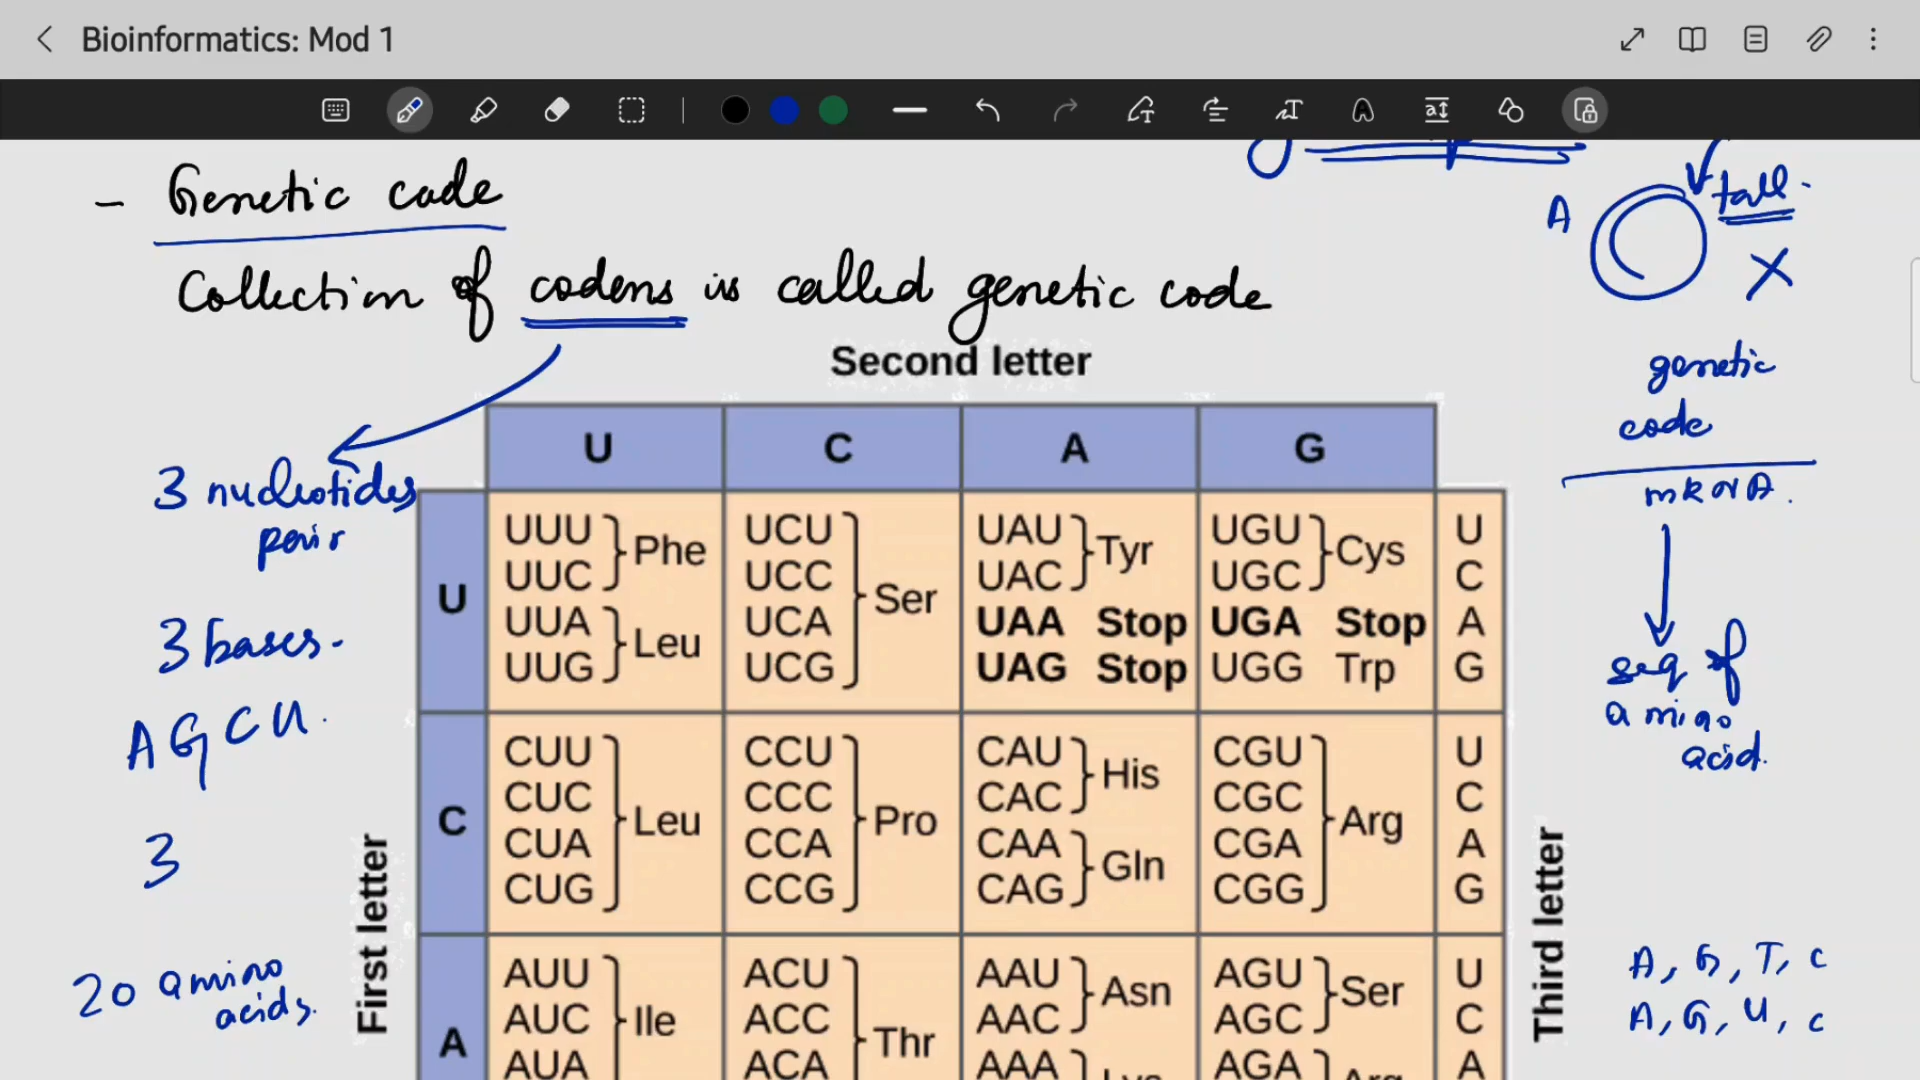 Bioinformatics: Mod 1
- Genetic code
Collection of codens is called genetic code
tall.
A
X
genetic
code
mRNA.
seq of
amino
acid.
3 nucleotides
pair
3 bases.
A G C U.
3
20 amino
acids.
Second letter
U C A G
First letter
Third letter
U
UUU UCU UAU UGU U
Phe Tyr Cys
UUC UCC UAC UGC C
Ser
UUA UCA UAA Stop UGA Stop A
Leu
UUG UCG UAG Stop UGG Trp G
C
CUU CCU CAU CGU U
His
CUC CCC CAC CGC C
Leu Pro Arg
CUA CCA CAA CGA A
Gln
CUG CCG CAG CGG G
A
AUU ACU AAU AGU U
Asn Ser
AUC ACC AAC AGC C
Ile Thr
AUA ACA AAA AGA A
A, G, T, C
A, G, U, C